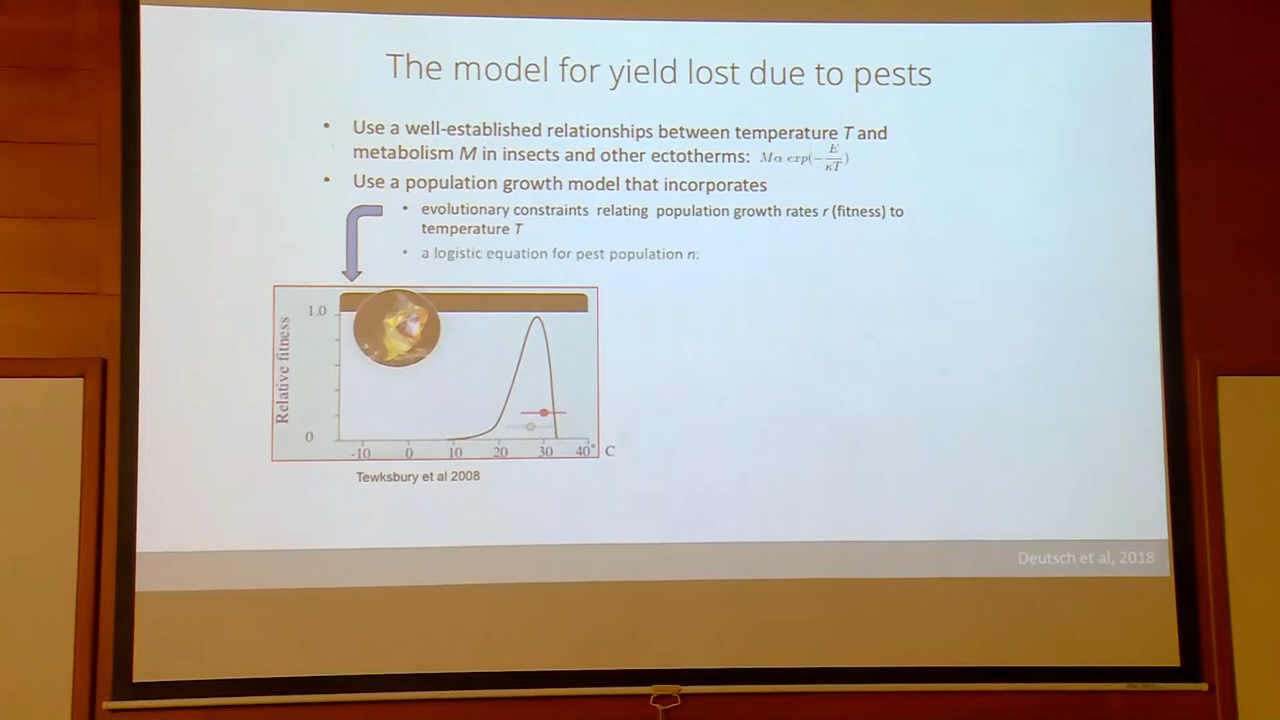 The model for yield lost due to pests
• Use a well-established relationships between temperature T and
metabolism M in insects and other ectotherms: Mα exp(−E/κT)
• Use a population growth model that incorporates
• evolutionary constraints relating population growth rates r (fitness) to
temperature T
• a logistic equation for pest population n:
Relative fitness
1.0
0
-10 0 10 20 30 40° C
Tewksbury et al 2008
Deutsch et al, 2018